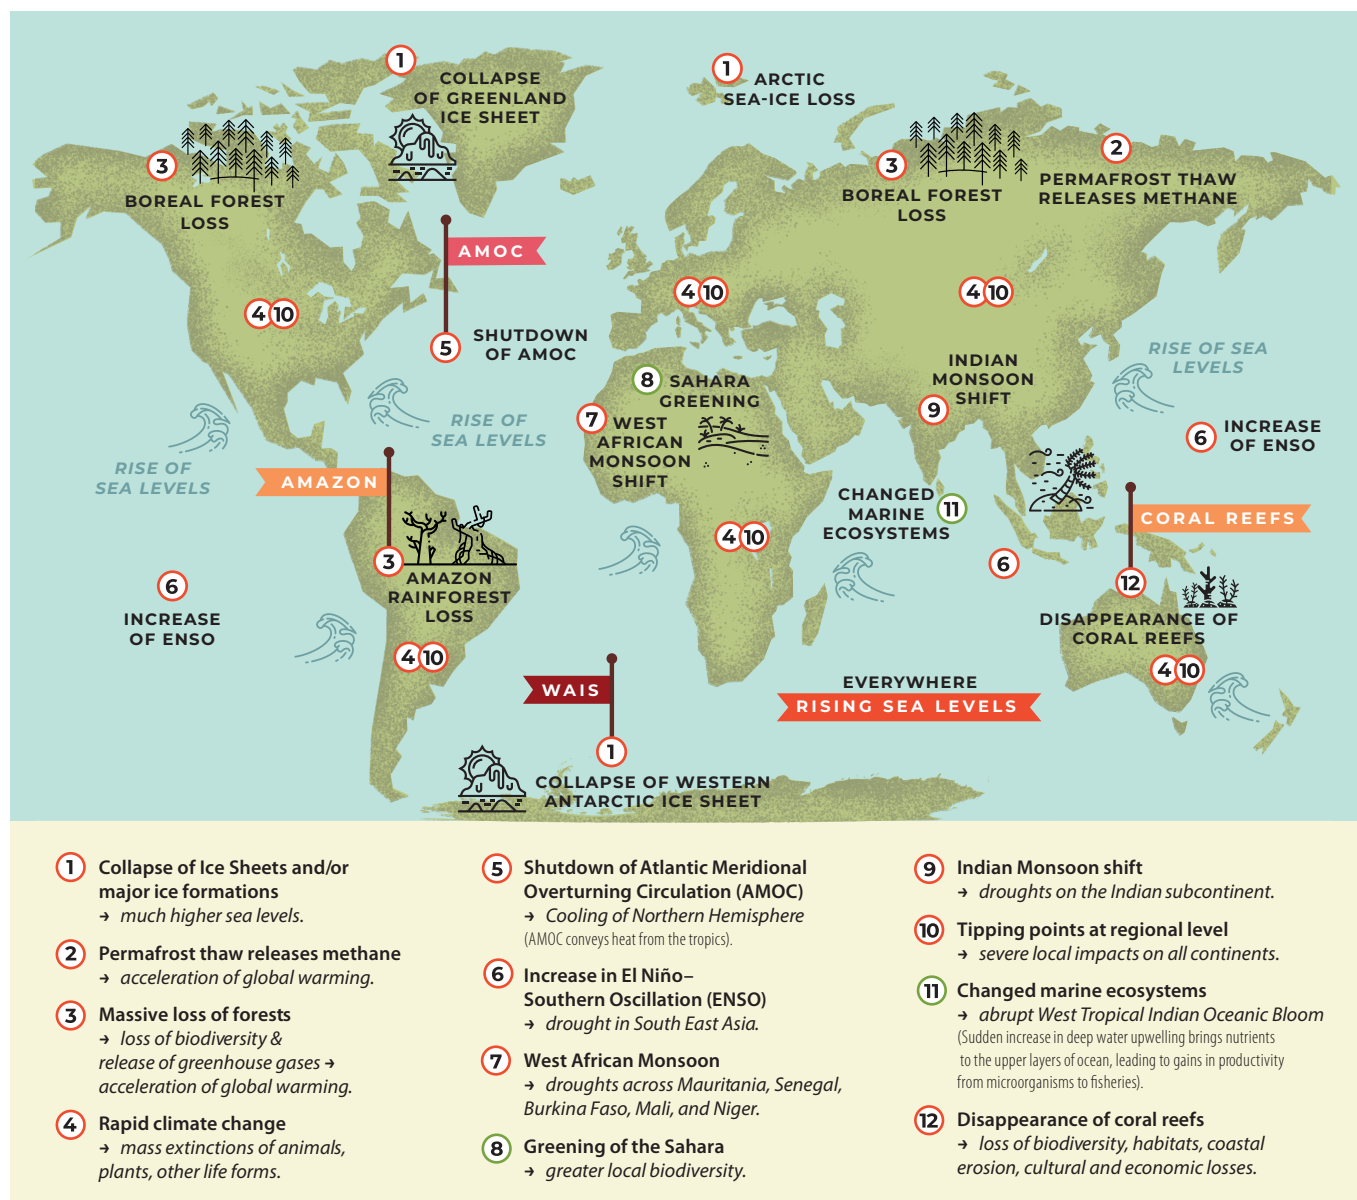 1
COLLAPSE
OF GREENLAND
ICE SHEET
1
ARCTIC
SEA-ICE LOSS
3
BOREAL FOREST
LOSS
3
BOREAL FOREST
LOSS
2
PERMAFROST THAW
RELEASES METHANE
AMOC
5
SHUTDOWN
OF AMOC
4 10
4 10
4 10
8
SAHARA
GREENING
7
WEST
AFRICAN
MONSOON
SHIFT
INDIAN
MONSOON
SHIFT
9
RISE OF SEA
LEVELS
6
INCREASE
OF ENSO
RISE OF
SEA LEVELS
RISE OF
SEA LEVELS
AMAZON
3
AMAZON
RAINFOREST
LOSS
4 10
CHANGED
MARINE
ECOSYSTEMS
11
6
CORAL REEFS
12
DISAPPEARANCE OF
CORAL REEFS
6
INCREASE
OF ENSO
4 10
4 10
WAIS
1
COLLAPSE OF WESTERN
ANTARCTIC ICE SHEET
EVERYWHERE
RISING SEA LEVELS
1 Collapse of Ice Sheets and/or
major ice formations
→ much higher sea levels.
2 Permafrost thaw releases methane
→ acceleration of global warming.
3 Massive loss of forests
→ loss of biodiversity &
release of greenhouse gases →
acceleration of global warming.
4 Rapid climate change
→ mass extinctions of animals,
plants, other life forms.
5 Shutdown of Atlantic Meridional
Overturning Circulation (AMOC)
→ Cooling of Northern Hemisphere
(AMOC conveys heat from the tropics).
6 Increase in El Niño–
Southern Oscillation (ENSO)
→ drought in South East Asia.
7 West African Monsoon
→ droughts across Mauritania, Senegal,
Burkina Faso, Mali, and Niger.
8 Greening of the Sahara
→ greater local biodiversity.
9 Indian Monsoon shift
→ droughts on the Indian subcontinent.
10 Tipping points at regional level
→ severe local impacts on all continents.
11 Changed marine ecosystems
→ abrupt West Tropical Indian Oceanic Bloom
(Sudden increase in deep water upwelling brings nutrients
to the upper layers of ocean, leading to gains in productivity
from microorganisms to fisheries).
12 Disappearance of coral reefs
→ loss of biodiversity, habitats, coastal
erosion, cultural and economic losses.